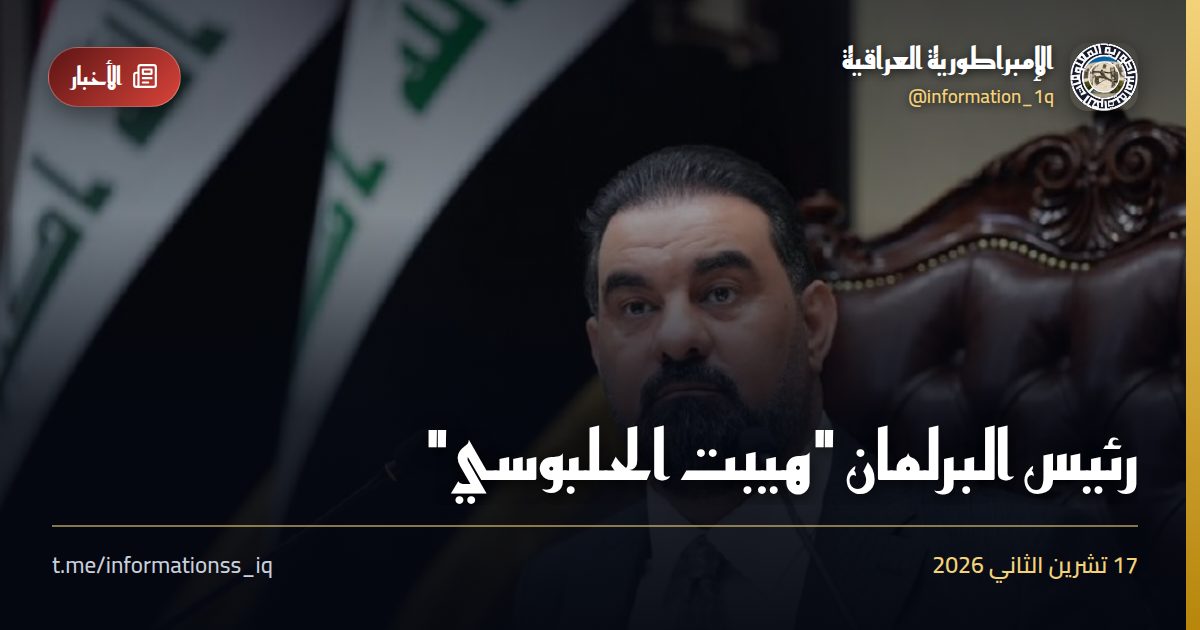 الإمبراطورية العراقية
@information_1q
الأخبار
رئيس البرلمان "هيبت الحلبوسي"
17 تشرين الثاني 2026
t.me/informationss_iq